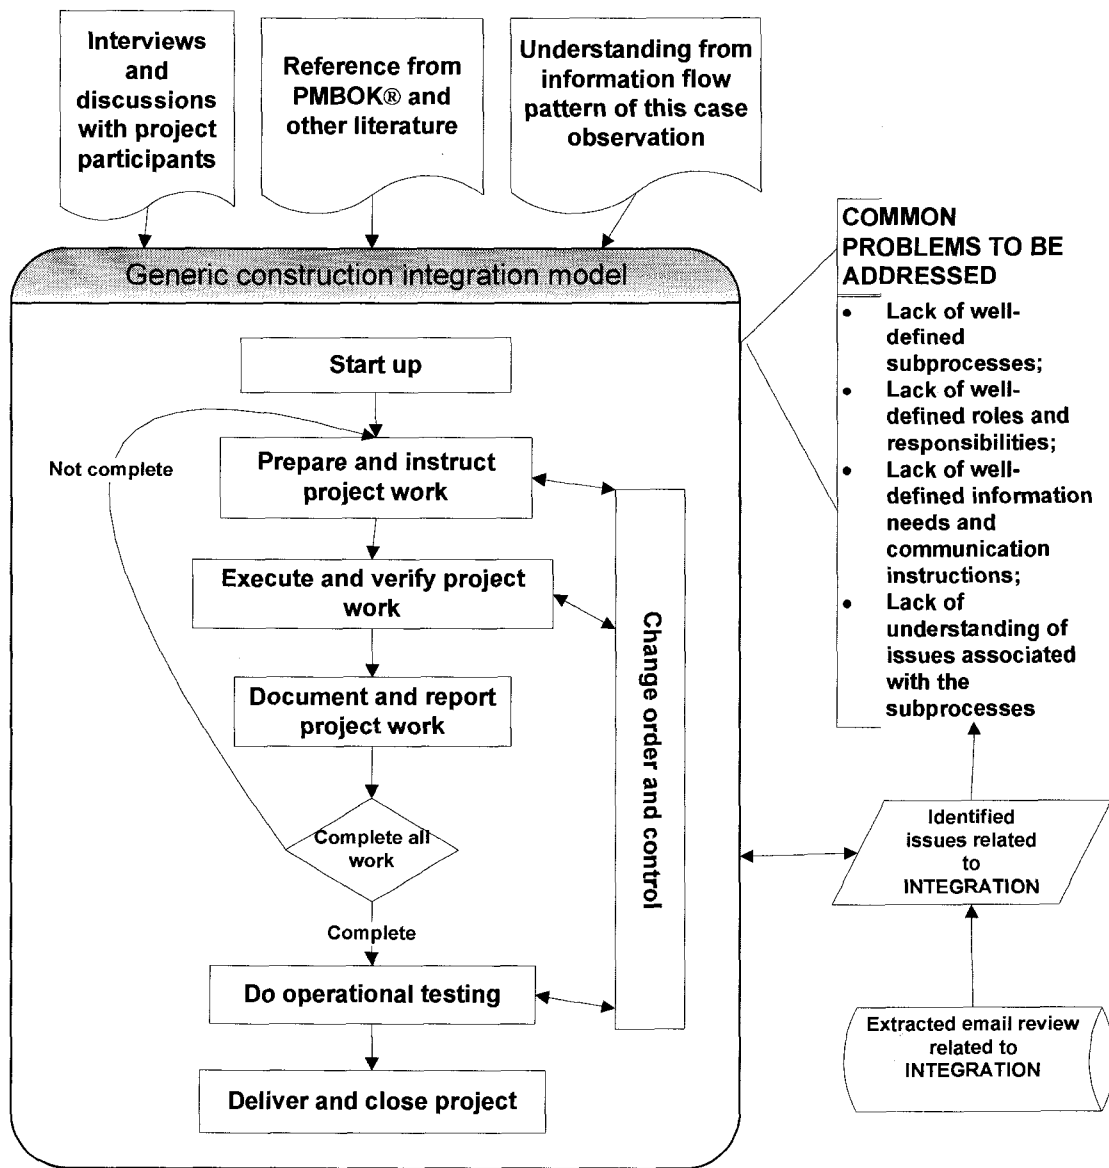 Interviews
and
discussions
with project
participants
Reference from
PMBOK® and
other literature
Understanding from
information flow
pattern of this case
observation
Generic construction integration model
Start up
Not complete
Prepare and instruct
project work
Execute and verify project
work
Document and report
project work
Complete all
work
Complete
Do operational testing
Deliver and close project
Change order and control
COMMON
PROBLEMS TO BE
ADDRESSED
• Lack of well-
defined
subprocesses;
• Lack of well-
defined roles and
responsibilities;
• Lack of well-
defined information
needs and
communication
instructions;
• Lack of
understanding of
issues associated
with the
subprocesses
Identified
issues related
to
INTEGRATION
Extracted email review
related to
INTEGRATION